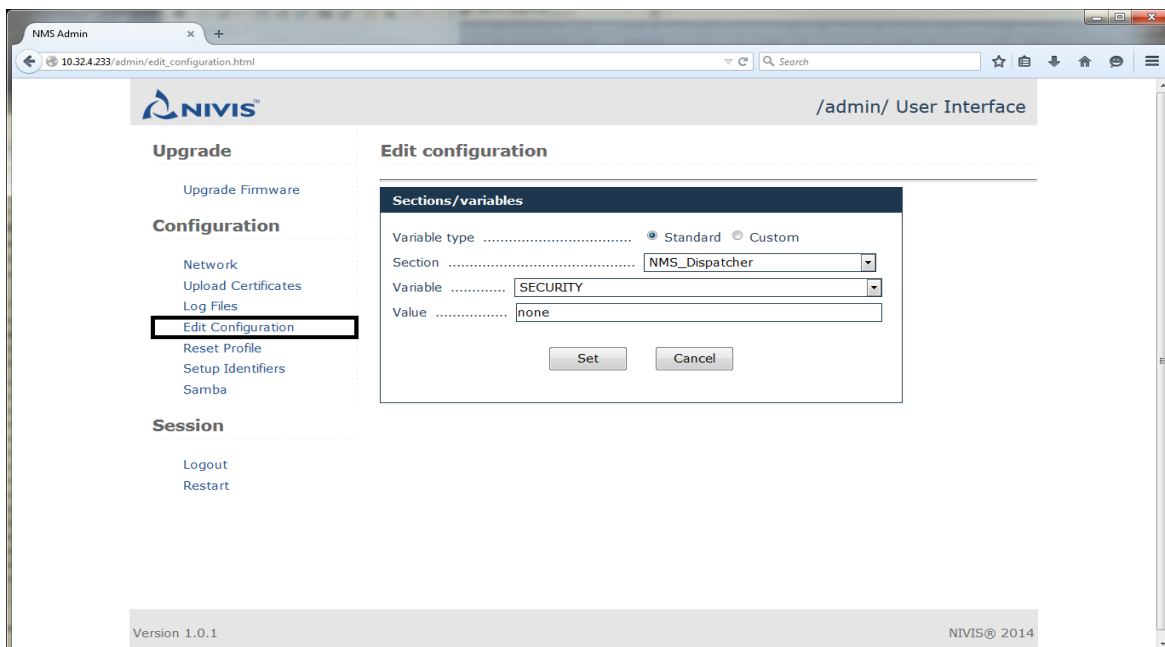 NMS Admin
10.32.4.233/admin/edit_configuration.html
Search
NIVIS™
/admin/ User Interface
Upgrade
Upgrade Firmware
Configuration
Network
Upload Certificates
Log Files
Edit Configuration
Reset Profile
Setup Identifiers
Samba
Session
Logout
Restart
Edit configuration
Sections/variables
Variable type ................................... Standard Custom
Section ............................................ NMS_Dispatcher
Variable ............. SECURITY
Value ................. none
Set Cancel
Version 1.0.1 NIVIS® 2014